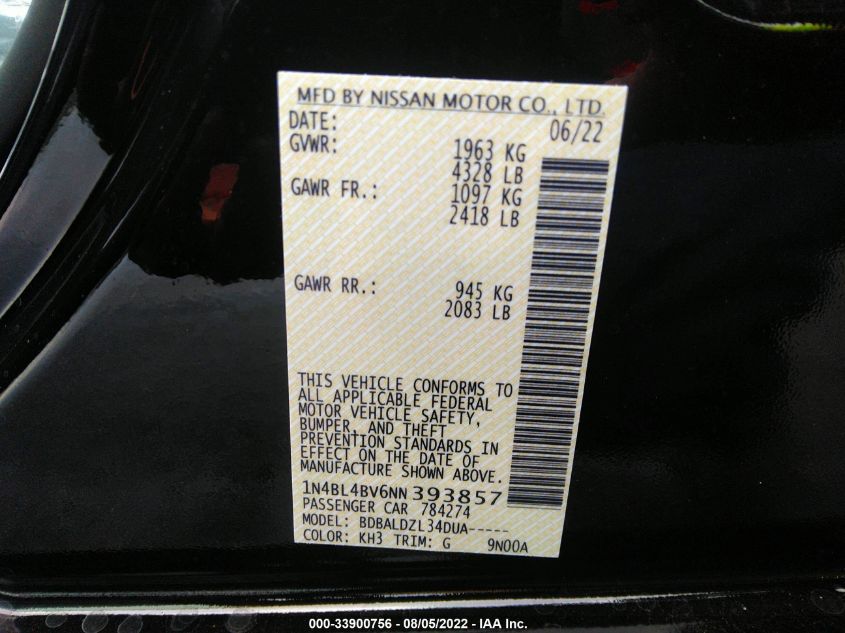 MFD BY NISSAN MOTOR CO., LTD.
DATE: 06/22
GVWR: 1963 KG
4328 LB
GAWR FR.: 1097 KG
2418 LB
GAWR RR.: 945 KG
2083 LB
THIS VEHICLE CONFORMS TO
ALL APPLICABLE FEDERAL
MOTOR VEHICLE SAFETY,
BUMPER, AND THEFT
PREVENTION STANDARDS IN
EFFECT ON THE DATE OF
MANUFACTURE SHOWN ABOVE.
1N4BL4BV6NN393857
PASSENGER CAR 784274
MODEL: BDBALDZL34DUA-----
COLOR: KH3 TRIM: G 9N00A
000-33900756 - 08/05/2022 - IAA Inc.